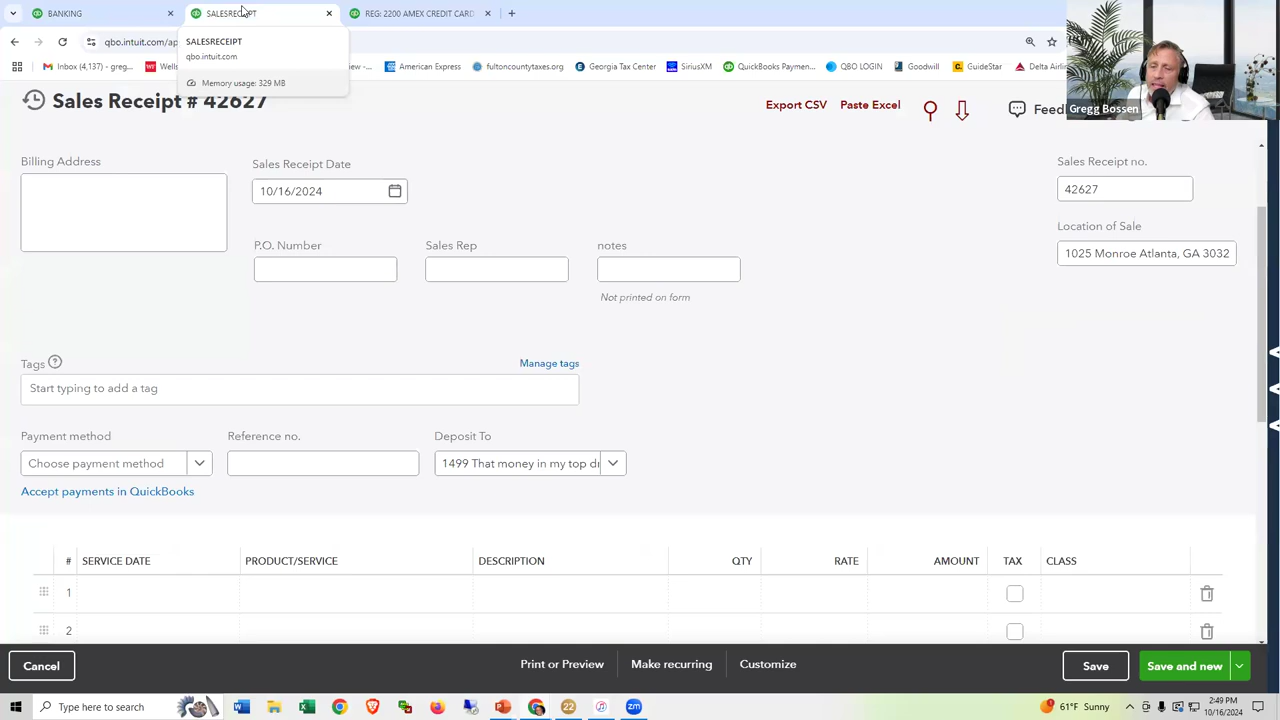 BANKING
SALESRECEIPT
REG: 2200 AMEX CREDIT CARD
SALESRECEIPT
qbo.intuit.com
Memory usage: 329 MB
qbo.intuit.com/ap
Inbox (4,137) - greg...
Wells
American Express
fultoncountytaxes....
Georgia Tax Center
SiriusXM
QuickBooks Paymen...
QBO LOGIN
Goodwill
GuideStar
Delta Airlin
Sales Receipt # 42627
Export CSV
Paste Excel
Feed
Gregg Bossen
Billing Address
Sales Receipt Date
10/16/2024
Sales Receipt no.
42627
Location of Sale
1025 Monroe Atlanta, GA 3032
P.O. Number
Sales Rep
notes
Not printed on form
Tags
Manage tags
Start typing to add a tag
Payment method
Reference no.
Deposit To
Choose payment method
1499 That money in my top dr
Accept payments in QuickBooks
# SERVICE DATE PRODUCT/SERVICE DESCRIPTION QTY RATE AMOUNT TAX CLASS
1
2
Cancel
Print or Preview
Make recurring
Customize
Save
Save and new
Type here to search
22
zm
61°F Sunny
2:49 PM
10/16/2024